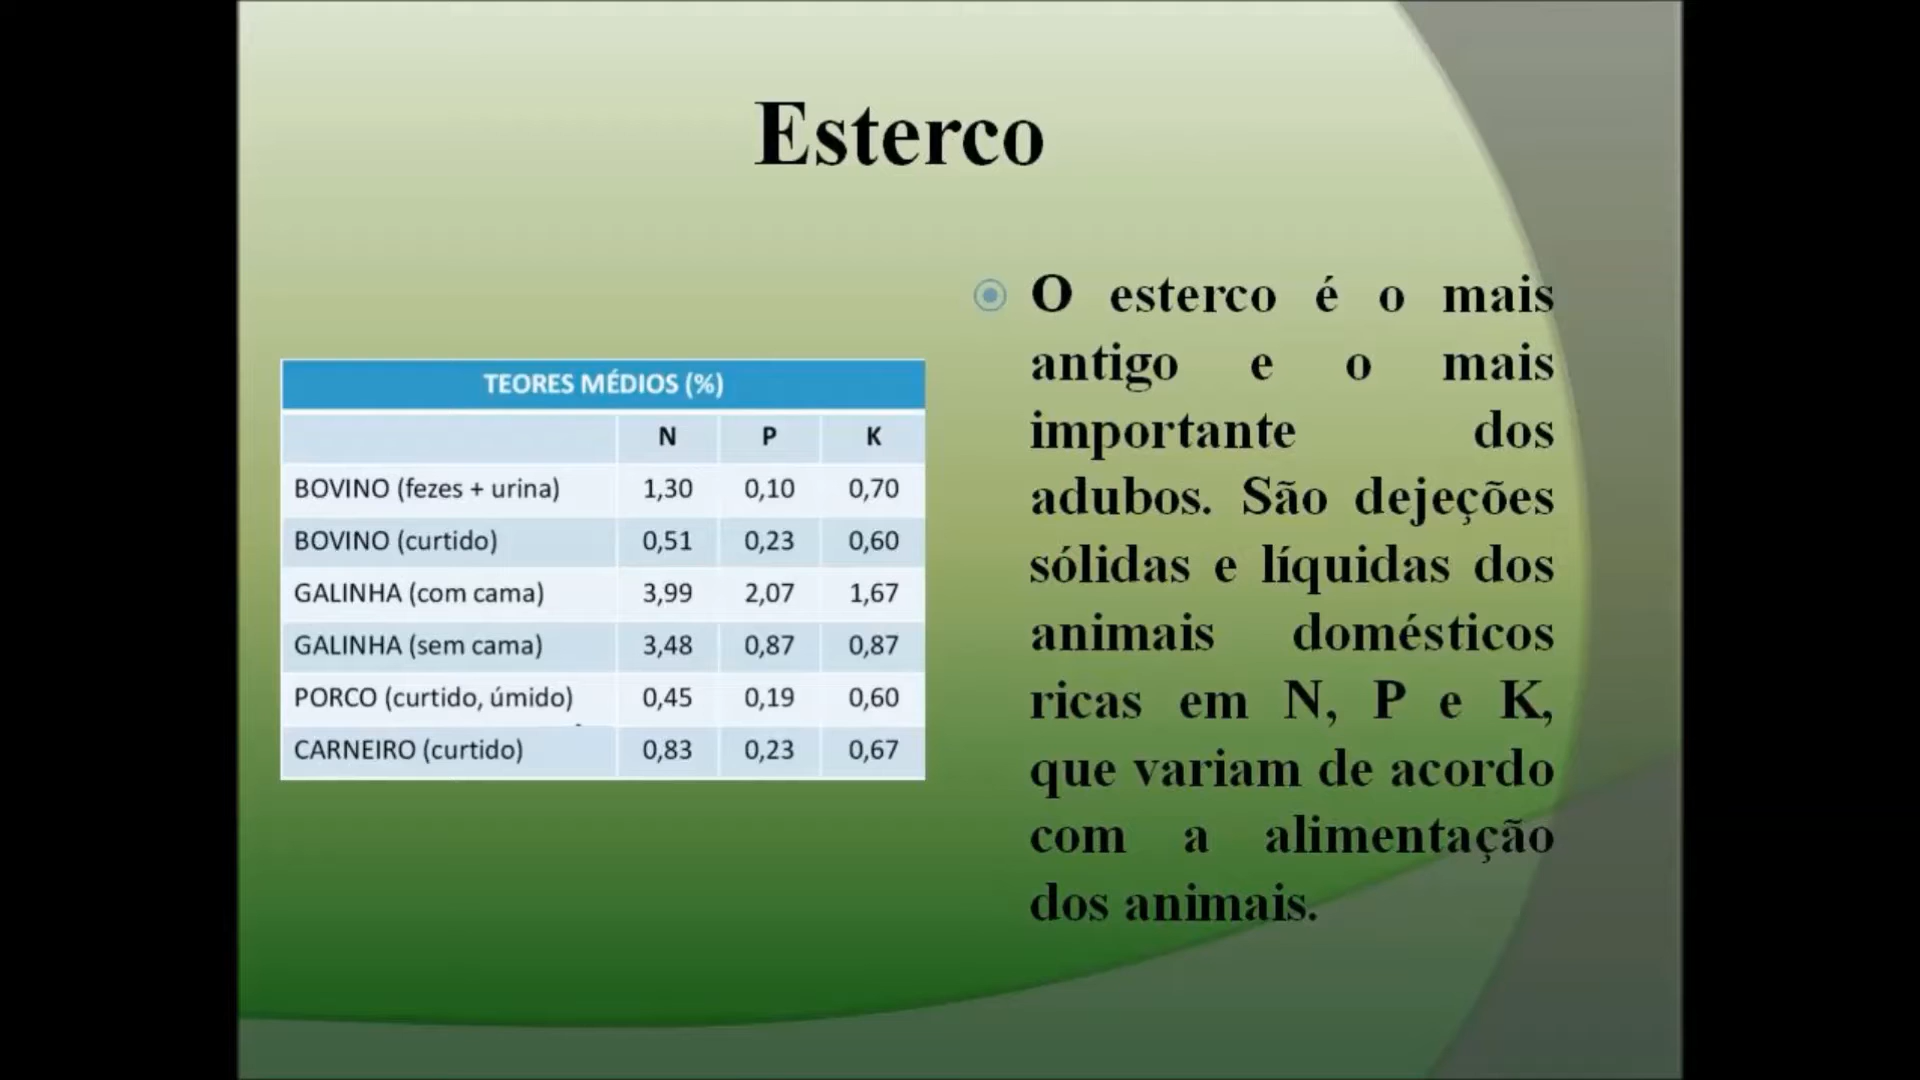 Esterco
TEORES MÉDIOS (%)
N P K
BOVINO (fezes + urina) 1,30 0,10 0,70
BOVINO (curtido) 0,51 0,23 0,60
GALINHA (com cama) 3,99 2,07 1,67
GALINHA (sem cama) 3,48 0,87 0,87
PORCO (curtido, úmido) 0,45 0,19 0,60
CARNEIRO (curtido) 0,83 0,23 0,67
O esterco é o mais
antigo e o mais
importante dos
adubos. São dejeções
sólidas e líquidas dos
animais domésticos
ricas em N, P e K,
que variam de acordo
com a alimentação
dos animais.